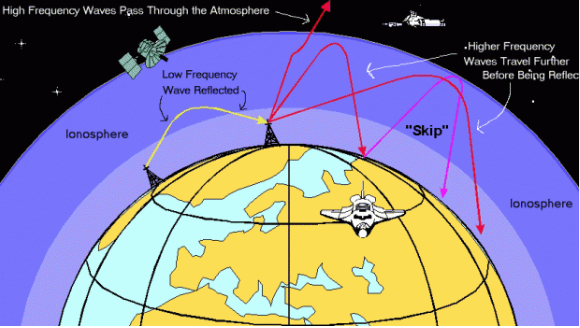 High Frequency Waves Pass Through the Atmosphere
Higher Frequency
Waves Travel Further
Before Being Reflec
Low Frequency
Wave Reflected
"Skip"
Ionosphere
Ionosphere